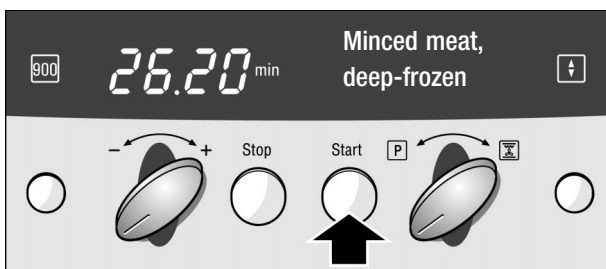 900
26.20 min
Minced meat,
deep-frozen
- +
Stop
Start
P